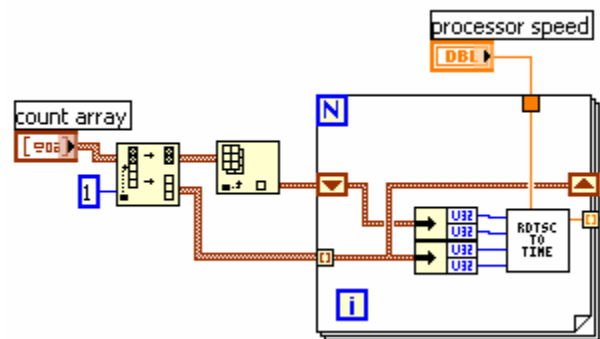 processor speed
DBL
N
count array
1
U32
U32
U32
U32
RDTSC
TO
TIME
i